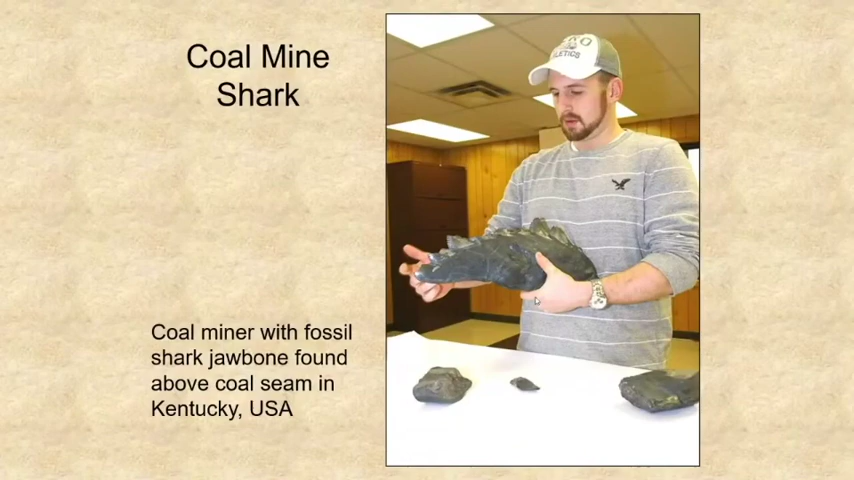 Coal Mine
Shark
Coal miner with fossil
shark jawbone found
above coal seam in
Kentucky, USA